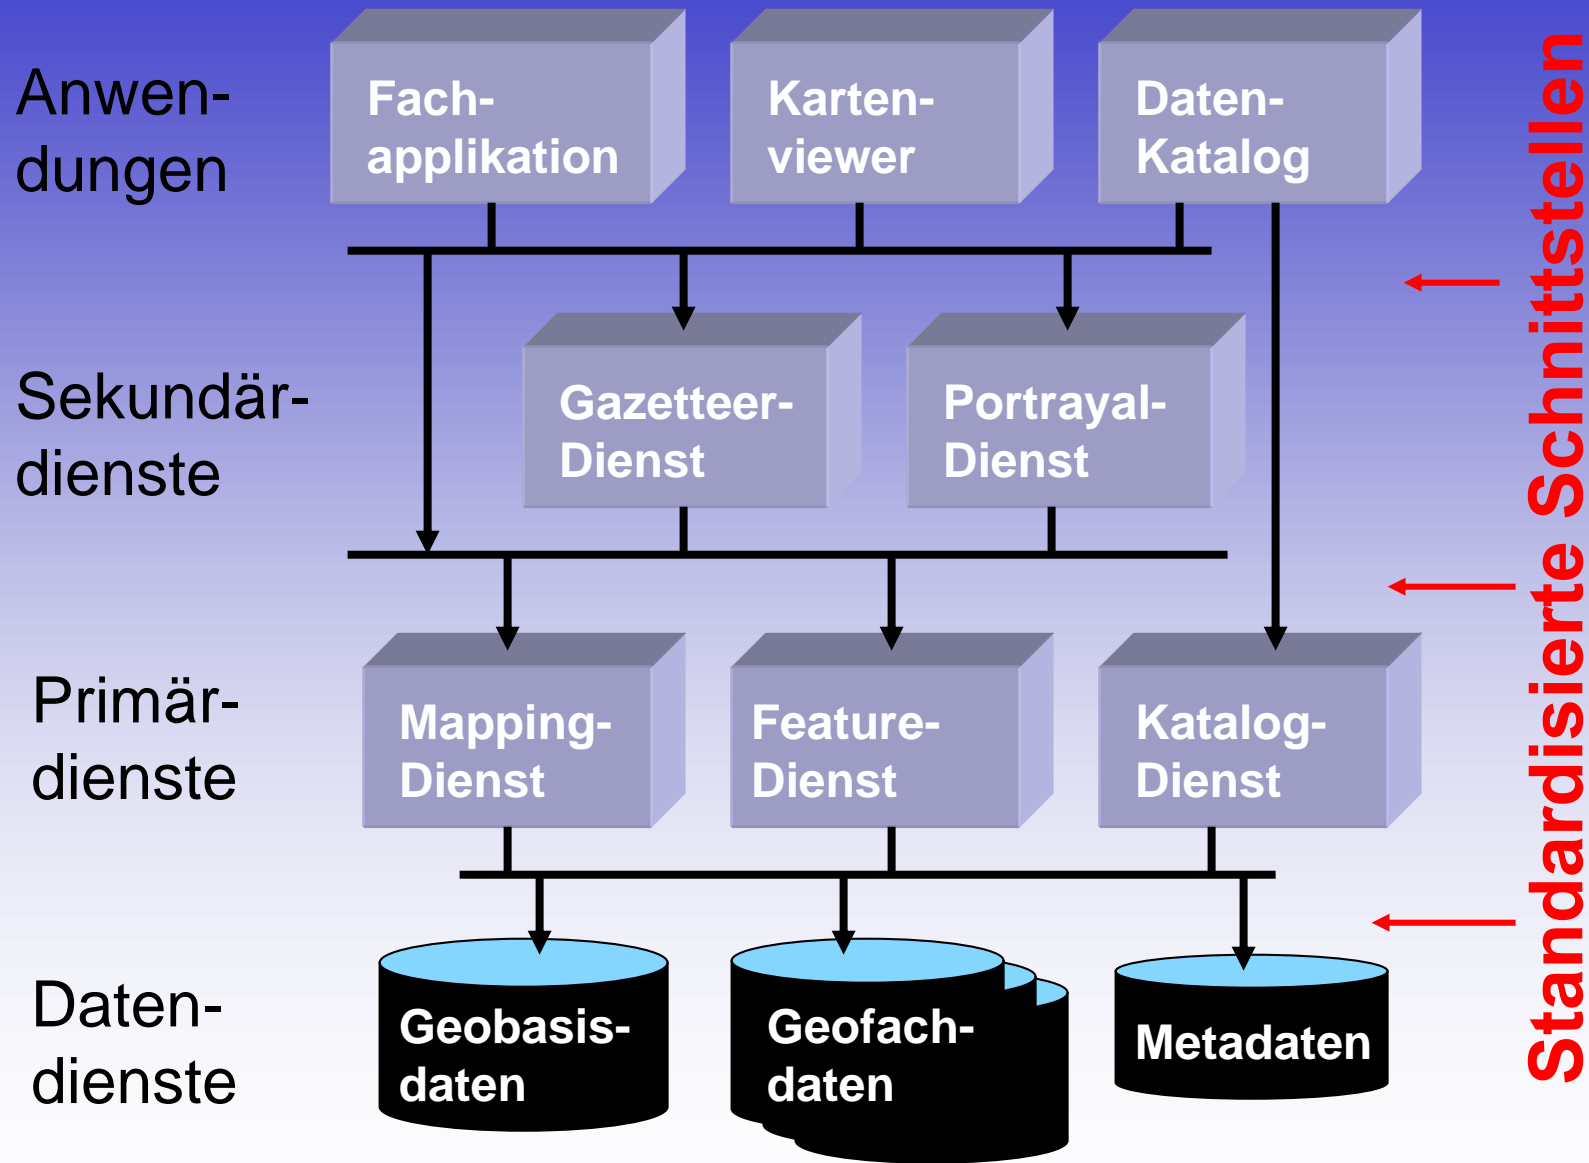 Anwen-
dungen
Fach-
applikation
Karten-
viewer
Daten-
Katalog
Sekundär-
dienste
Gazetteer-
Dienst
Portrayal-
Dienst
Primär-
dienste
Mapping-
Dienst
Feature-
Dienst
Katalog-
Dienst
Daten-
dienste
Geobasis-
daten
Geofach-
daten
Metadaten
Standardisierte Schnittstellen